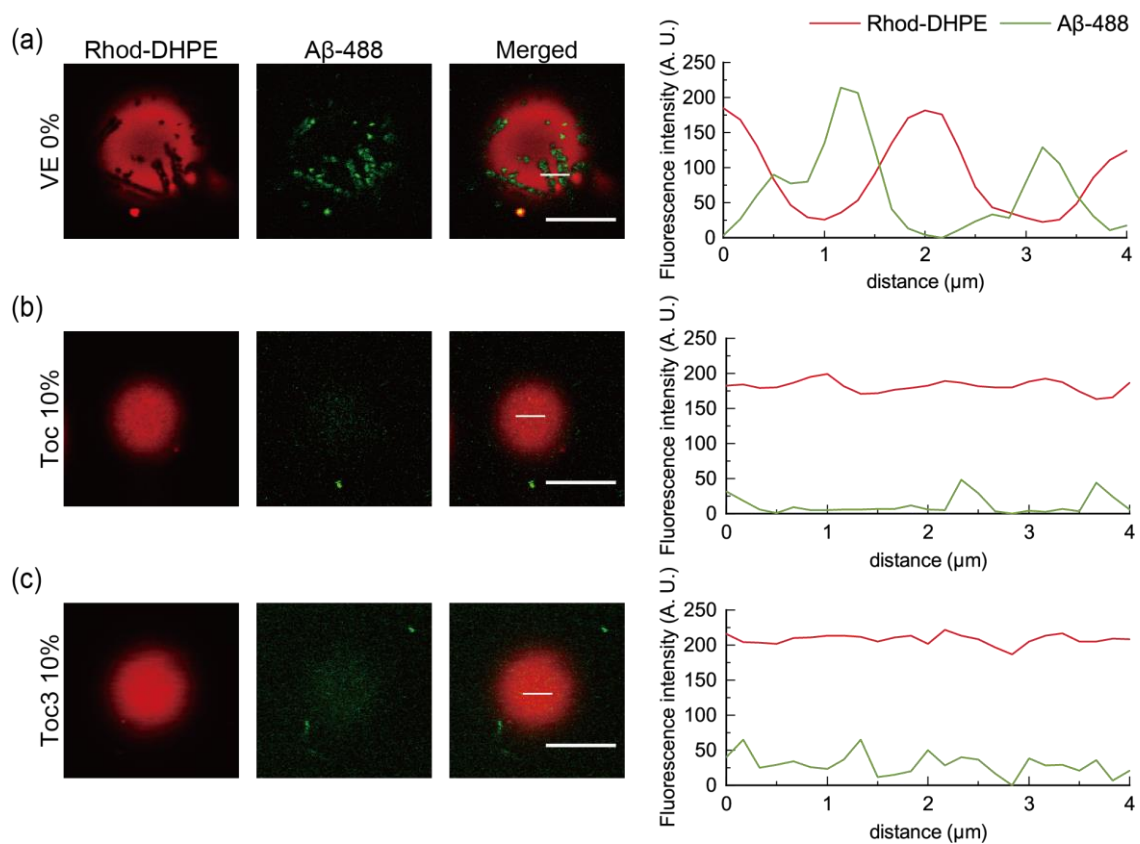 Rhod-DHPE Aβ-488
(a)
Rhod-DHPE Aβ-488 Merged
VE 0%
Fluorescence intensity (A. U.)
250
200
150
100
50
0
0 1 2 3 4
distance (μm)
(b)
Toc 10%
Fluorescence intensity (A. U.)
250
200
150
100
50
0
0 1 2 3 4
distance (μm)
(c)
Toc3 10%
Fluorescence intensity (A. U.)
250
200
150
100
50
0
0 1 2 3 4
distance (μm)